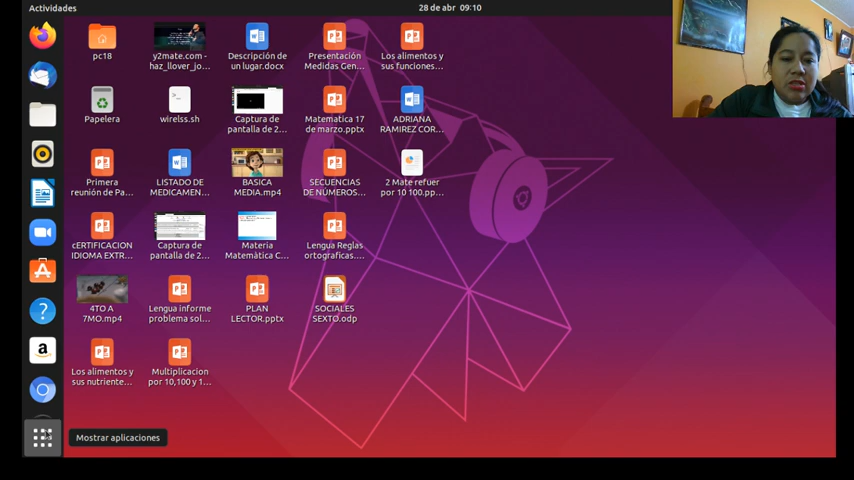 Actividades
28 de abr 09:10
pc18
y2mate.com -
haz_llover_jo...
Descripción de
un lugar.docx
Presentación
Medidas Gen...
Los alimentos y
sus funciones...
Papelera
wirelss.sh
Captura de
pantalla de 2...
Matematica 17
de marzo.pptx
ADRIANA
RAMIREZ COR...
Primera
reunión de Pa...
LISTADO DE
MEDICAMEN...
BASICA
MEDIA.mp4
SECUENCIAS
DE NÚMEROS...
2 Mate refuer
por 10 100.pp...
cERTIFICACION
IDIOMA EXTR...
Captura de
pantalla de 2...
Materia
Matemàtica C...
Lengua Reglas
ortograficas....
4TO A
7MO.mp4
Lengua informe
problema sol...
PLAN
LECTOR.pptx
SOCIALES
SEXTO.odp
Los alimentos y
sus nutriente...
Multiplicacion
por 10,100 y 1...
Mostrar aplicaciones